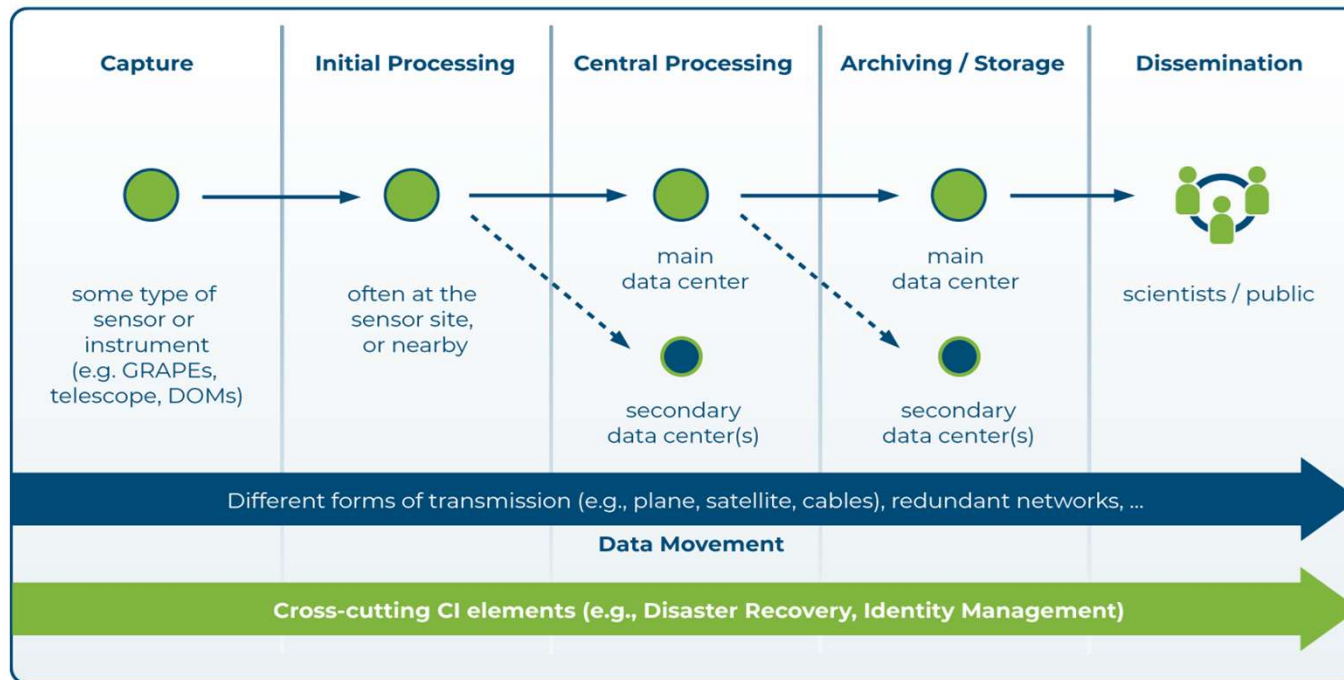 Capture
Initial Processing
Central Processing
Archiving / Storage
Dissemination
some type of
sensor or
instrument
(e.g. GRAPEs,
telescope, DOMs)
often at the
sensor site,
or nearby
main
data center
secondary
data center(s)
main
data center
secondary
data center(s)
scientists / public
Different forms of transmission (e.g., plane, satellite, cables), redundant networks, ...
Data Movement
Cross-cutting CI elements (e.g., Disaster Recovery, Identity Management)